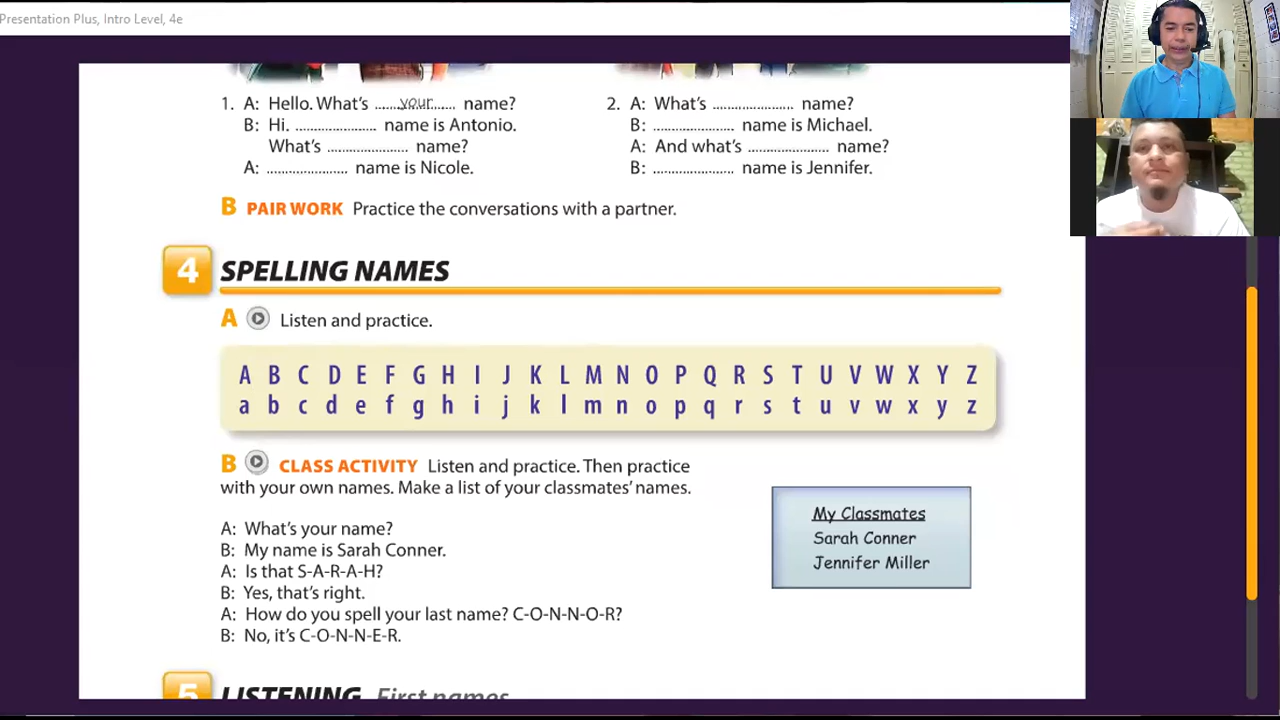 Presentation Plus, Intro Level, 4e
1. A: Hello. What's ........your....... name?
B: Hi. ...................... name is Antonio.
What's ...................... name?
A: ...................... name is Nicole.
2. A: What's ...................... name?
B: ...................... name is Michael.
A: And what's ...................... name?
B: ...................... name is Jennifer.
B PAIR WORK Practice the conversations with a partner.
4 SPELLING NAMES
A Listen and practice.
A B C D E F G H I J K L M N O P Q R S T U V W X Y Z
a b c d e f g h i j k l m n o p q r s t u v w x y z
B CLASS ACTIVITY Listen and practice. Then practice
with your own names. Make a list of your classmates' names.
A: What's your name?
B: My name is Sarah Conner.
A: Is that S-A-R-A-H?
B: Yes, that's right.
A: How do you spell your last name? C-O-N-N-O-R?
B: No, it's C-O-N-N-E-R.
My Classmates
Sarah Conner
Jennifer Miller
5 LISTENING First names